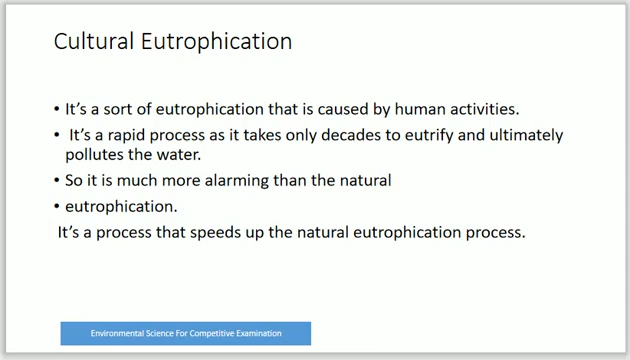 Cultural Eutrophication
• It's a sort of eutrophication that is caused by human activities.
• It's a rapid process as it takes only decades to eutrify and ultimately
pollutes the water.
• So it is much more alarming than the natural
• eutrophication.
It's a process that speeds up the natural eutrophication process.
Environmental Science For Competitive Examination